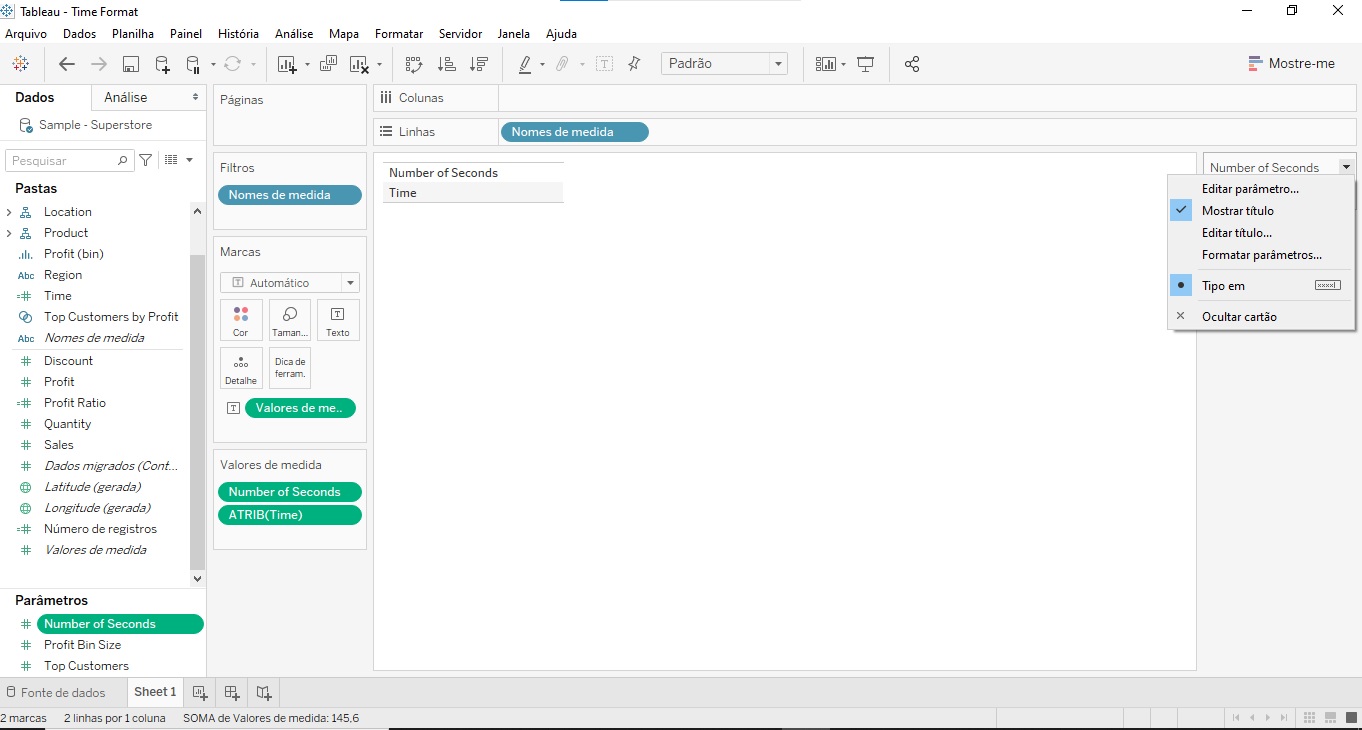 Tableau - Time Format
Arquivo Dados Planilha Painel História Análise Mapa Formatar Servidor Janela Ajuda
Padrão
Mostre-me
Dados Análise
Sample - Superstore
Pesquisar
Pastas
Location
Product
Profit (bin)
Abc Region
Time
Top Customers by Profit
Abc Nomes de medida
Discount
Profit
Profit Ratio
Quantity
Sales
Dados migrados (Cont...
Latitude (gerada)
Longitude (gerada)
Número de registros
Valores de medida
Parâmetros
Number of Seconds
Profit Bin Size
Top Customers
Páginas
Filtros
Nomes de medida
Marcas
Automático
Cor Taman... Texto
Detalhe Dica de
ferram.
Valores de me..
Valores de medida
Number of Seconds
ATRIB(Time)
Colunas
Linhas Nomes de medida
Number of Seconds
Time
Number of Seconds
Editar parâmetro...
Mostrar título
Editar título...
Formatar parâmetros...
Tipo em
Ocultar cartão
Fonte de dados Sheet 1
2 marcas 2 linhas por 1 coluna SOMA de Valores de medida: 145,6